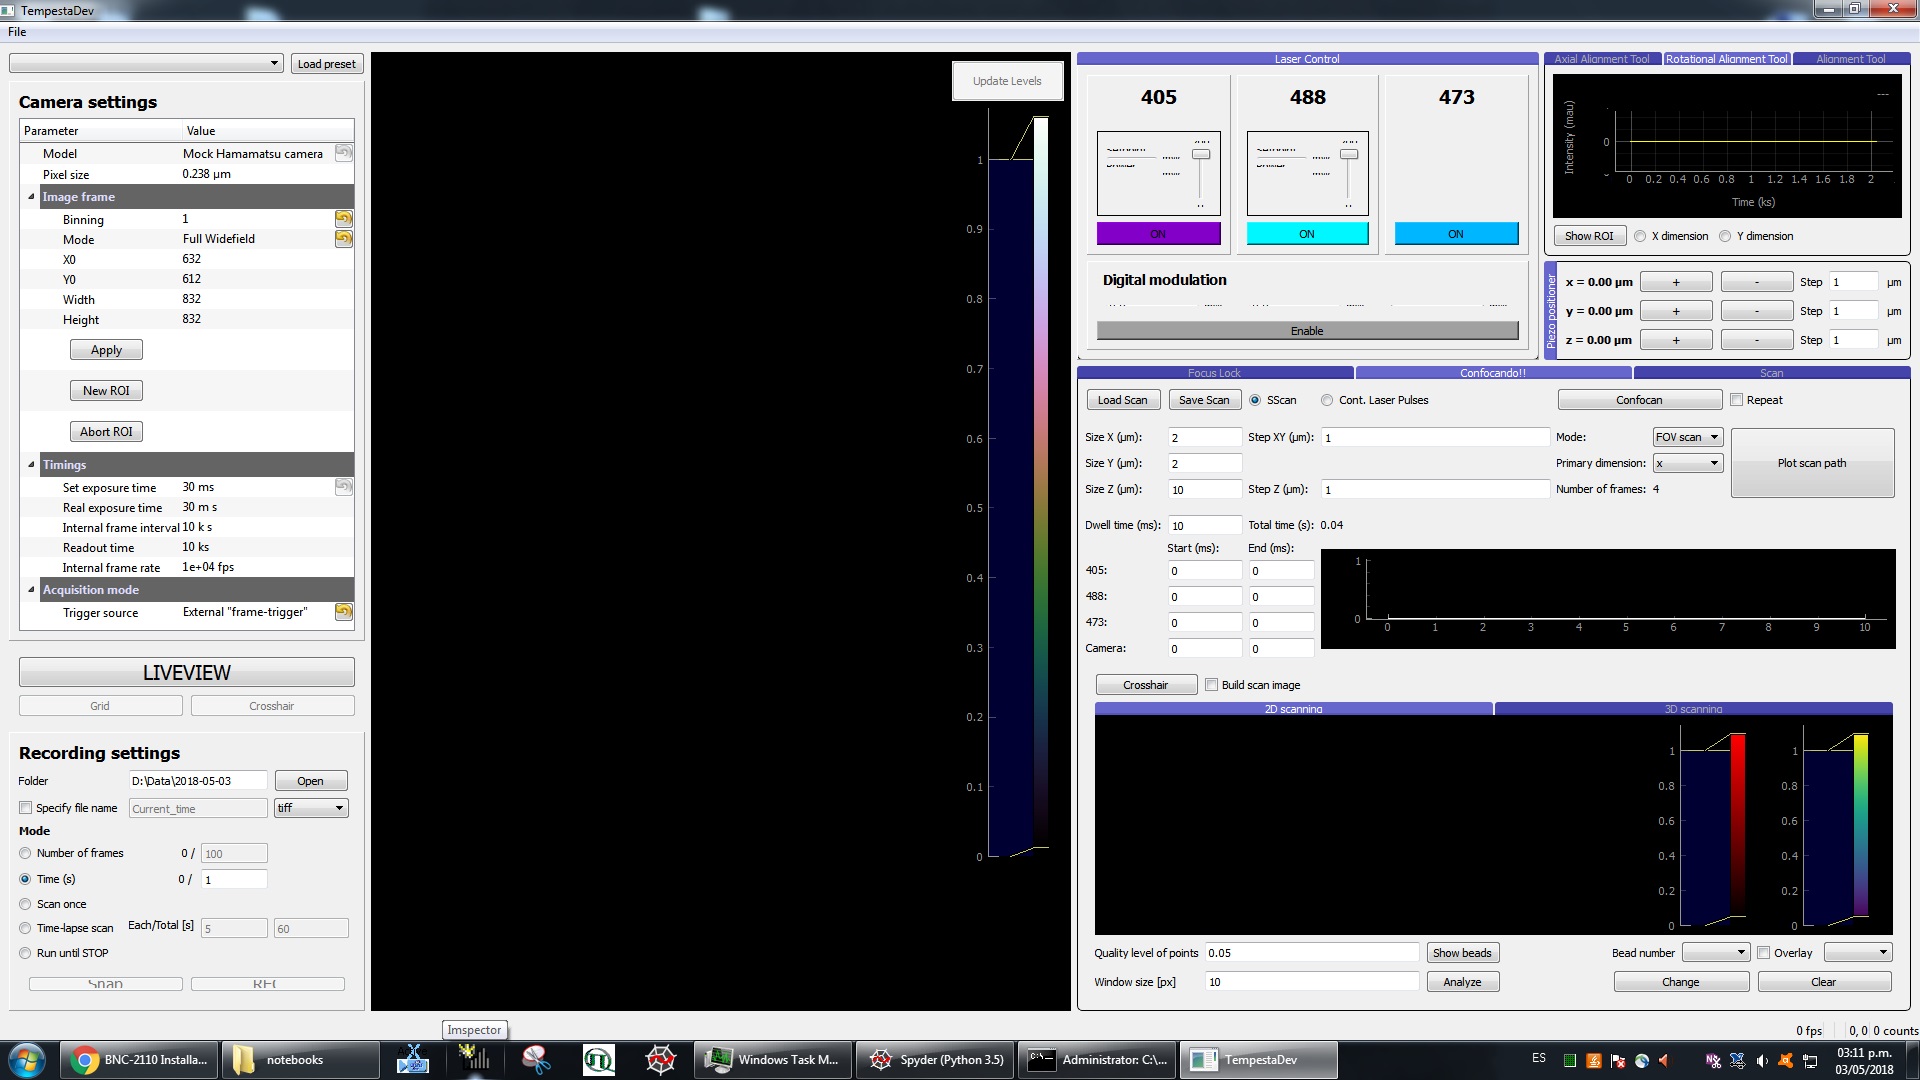 TempestaDev
File
Load preset
Camera settings
Parameter Value
Model Mock Hamamatsu camera
Pixel size 0.238 µm
Image frame
Binning 1
Mode Full Widefield
X0 632
Y0 612
Width 832
Height 832
Apply
New ROI
Abort ROI
Timings
Set exposure time 30 ms
Real exposure time 30 m s
Internal frame interval 10 k s
Readout time 10 ks
Internal frame rate 1e+04 fps
Acquisition mode
Trigger source External "frame-trigger"
LIVEVIEW
Grid Crosshair
Recording settings
Folder D:\Data\2018-05-03 Open
Specify file name Current_time tiff
Mode
Number of frames 0 / 100
Time (s) 0 / 1
Scan once
Time-lapse scan Each/Total [s] 5 60
Run until STOP
Snap REC
Update Levels
1
0.9
0.8
0.7
0.6
0.5
0.4
0.3
0.2
0.1
0
Laser Control
405 488 473
ON ON ON
Digital modulation
Enable
Axial Alignment Tool Rotational Alignment Tool Alignment Tool
Intensity (mau)
0
0 0.2 0.4 0.6 0.8 1 1.2 1.4 1.6 1.8 2
Time (ks)
---
Show ROI X dimension Y dimension
Piezo positioner
x = 0.00 µm + - Step 1 µm
y = 0.00 µm + - Step 1 µm
z = 0.00 µm + - Step 1 µm
Focus Lock Confocando!! Scan
Load Scan Save Scan SScan Cont. Laser Pulses Confocan Repeat
Size X (µm): 2 Step XY (µm): 1 Mode: FOV scan Plot scan path
Size Y (µm): 2 Primary dimension: x
Size Z (µm): 10 Step Z (µm): 1 Number of frames: 4
Dwell time (ms): 10 Total time (s): 0.04
Start (ms): End (ms):
405: 0 0
488: 0 0
473: 0 0
Camera: 0 0
1
0
0 1 2 3 4 5 6 7 8 9 10
Crosshair Build scan image
2D scanning 3D scanning
1 1
0.8 0.8
0.6 0.6
0.4 0.4
0.2 0.2
0 0
Quality level of points 0.05 Show beads Bead number Overlay
Window size [px] 10 Analyze Change Clear
0 fps 0, 0 0 counts
Imspector
BNC-2110 Installa... notebooks Windows Task M... Spyder (Python 3.5) Administrator: C:\... TempestaDev ES 03:11 p.m.
03/05/2018